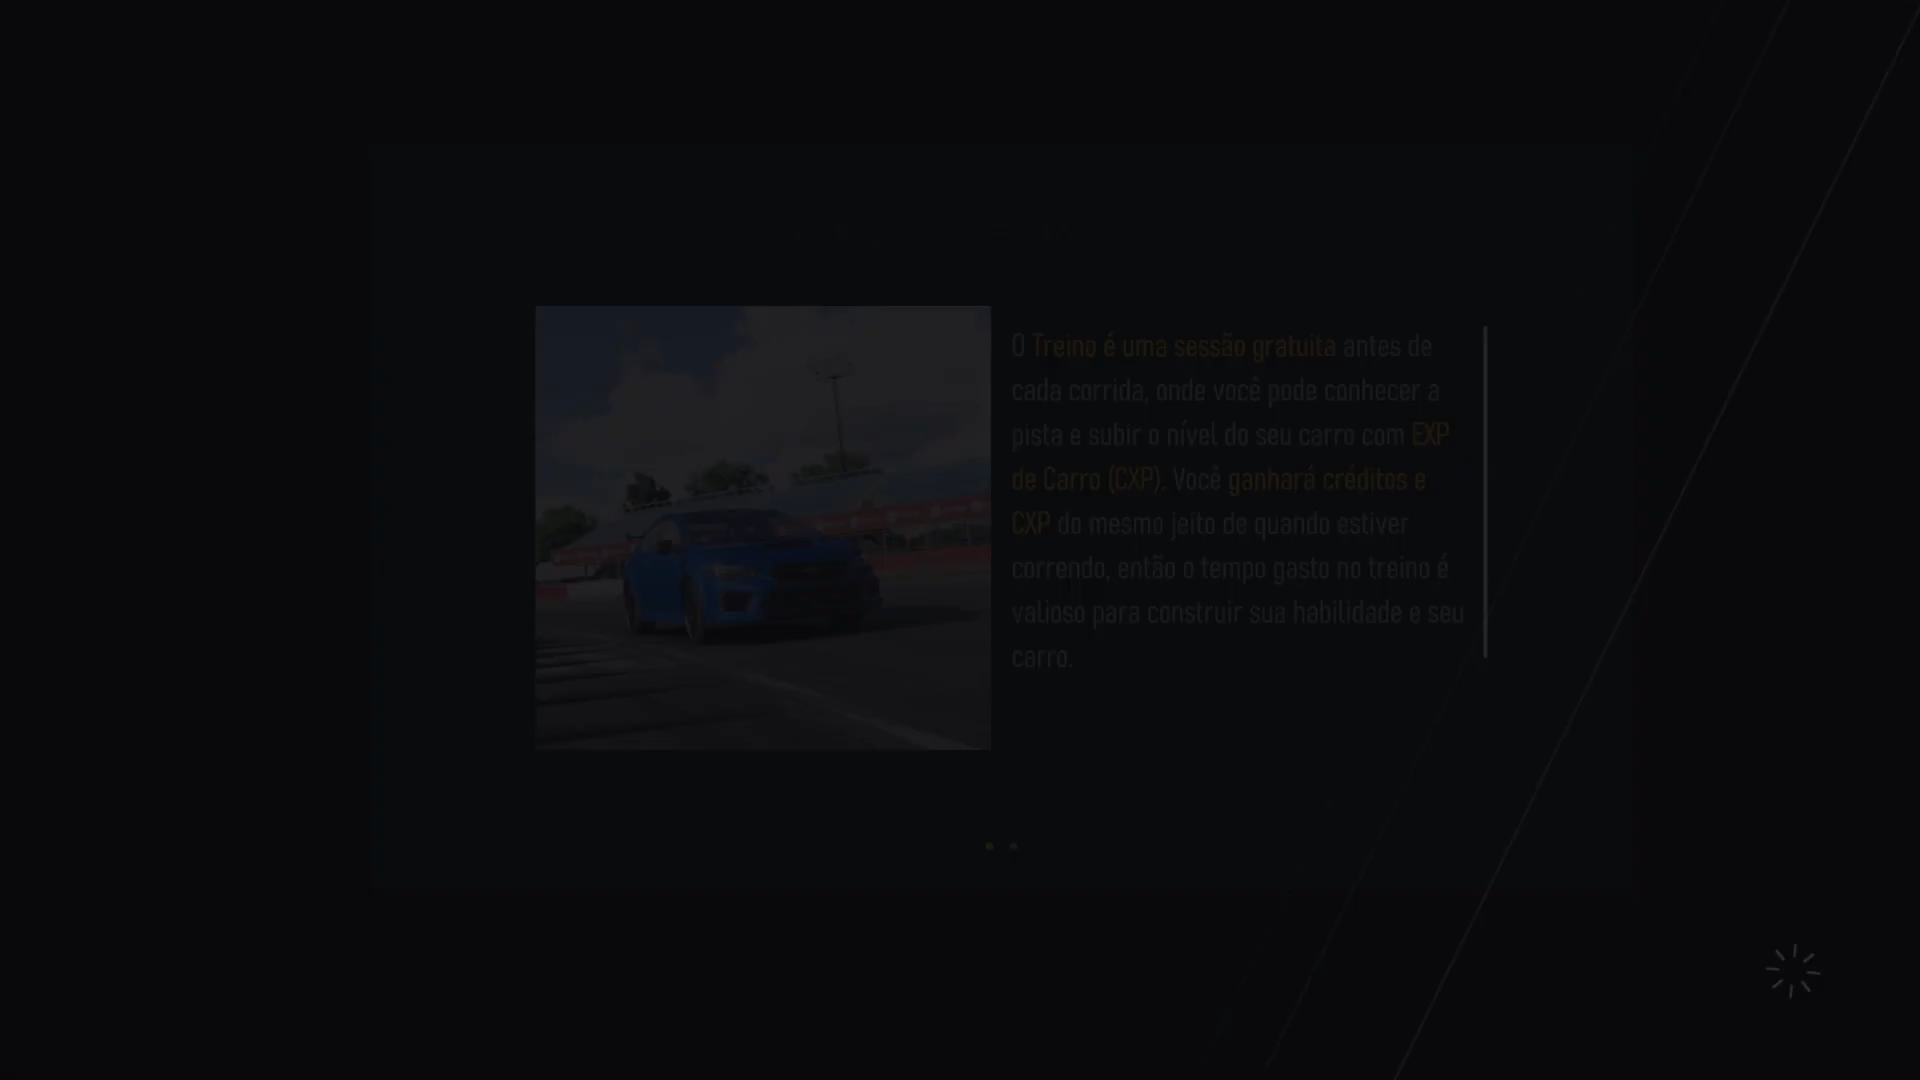 O Treino é uma sessão gratuita antes de
cada corrida, onde você pode conhecer a
pista e subir o nível do seu carro com EXP
de Carro (CXP). Você ganhará créditos e
CXP do mesmo jeito de quando estiver
correndo, então o tempo gasto no treino é
valioso para construir sua habilidade e seu
carro.